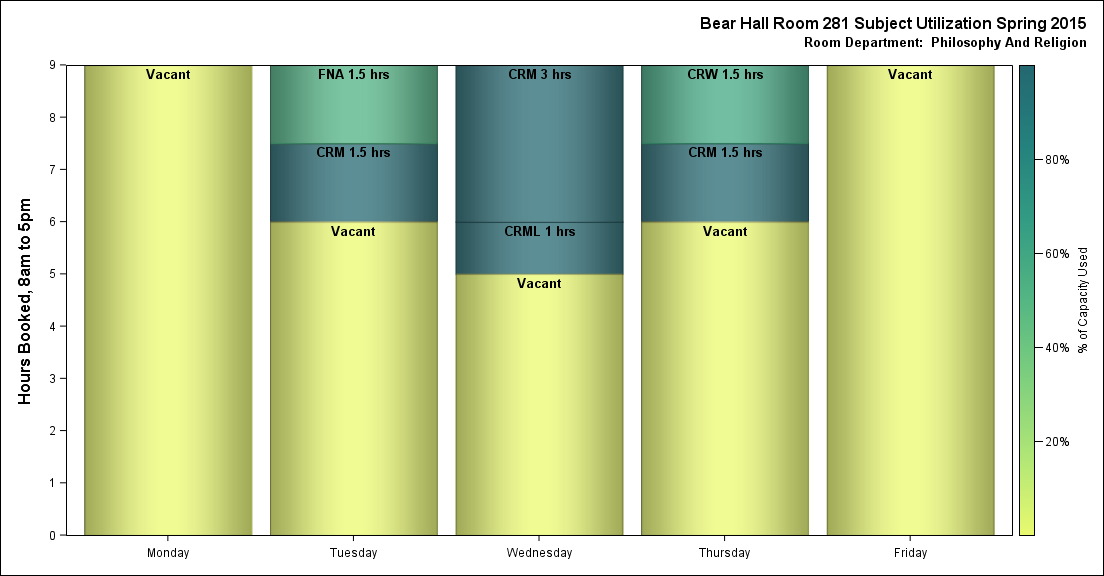 Bear Hall Room 281 Subject Utilization Spring 2015
Room Department:  Philosophy And Religion
Hours Booked, 8am to 5pm
9
8
7
6
5
4
3
2
1
0
Vacant
FNA 1.5 hrs
CRM 1.5 hrs
Vacant
CRM 3 hrs
CRML 1 hrs
Vacant
CRW 1.5 hrs
CRM 1.5 hrs
Vacant
Vacant
Monday
Tuesday
Wednesday
Thursday
Friday
80%
60%
40%
20%
% of Capacity Used